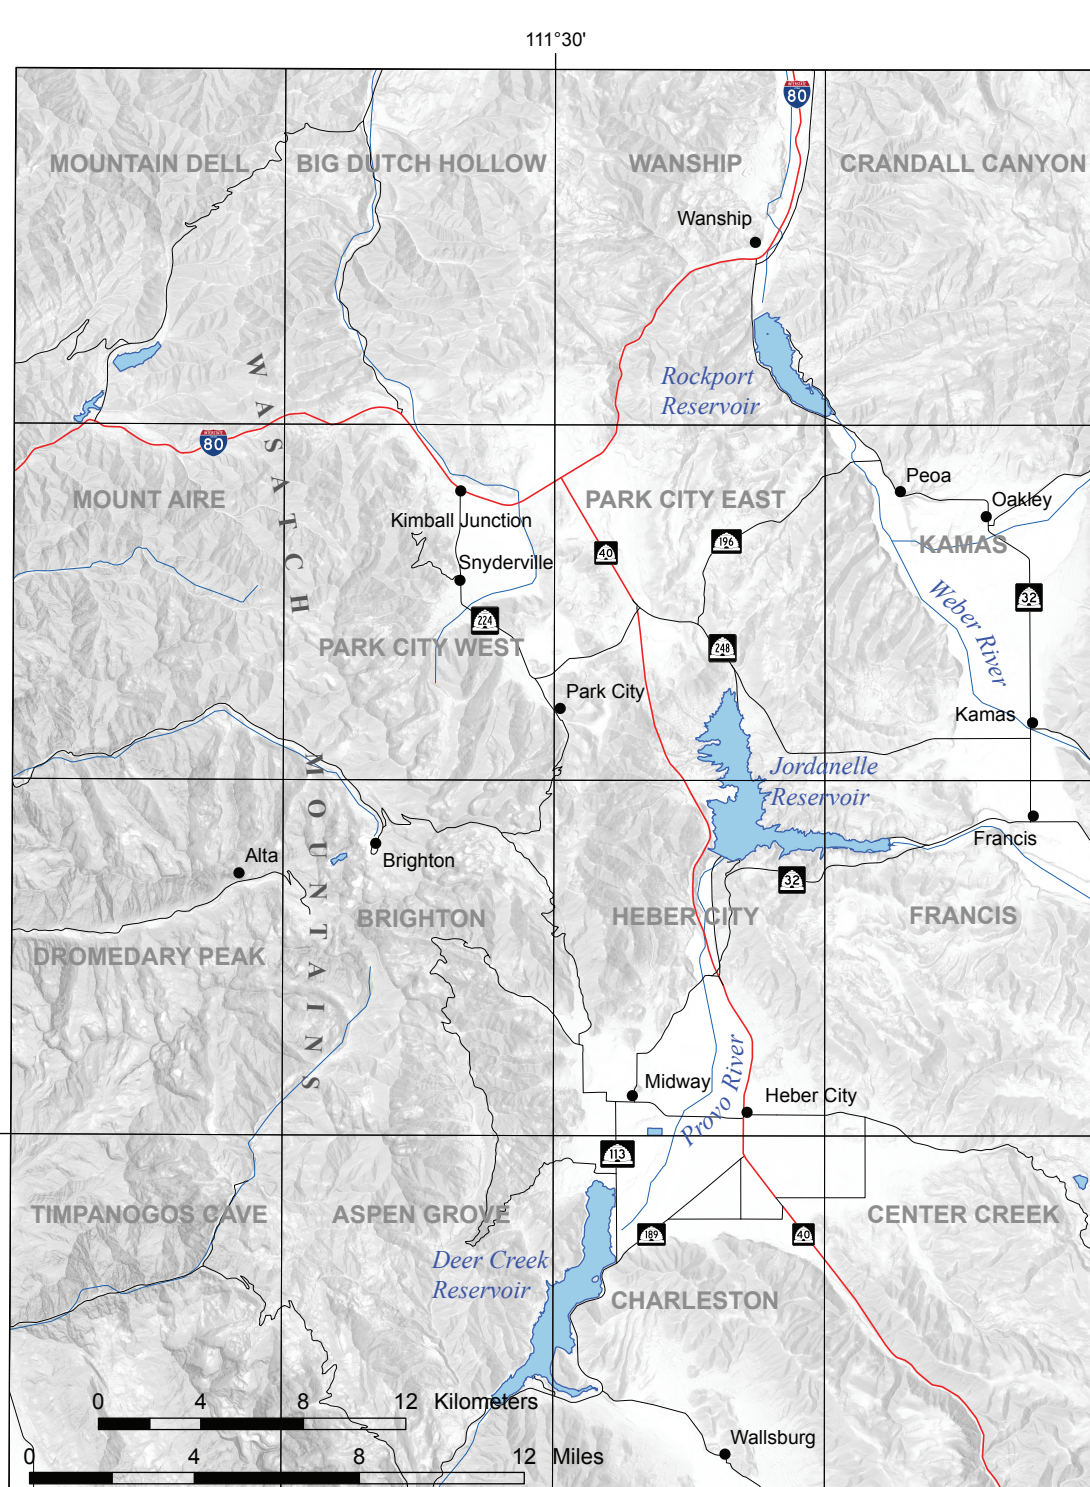 111°30'
80
MOUNTAIN DELL
BIG DUTCH HOLLOW
WANSHIP
CRANDALL CANYON
Wanship
Rockport
Reservoir
WASATCH
80
MOUNT AIRE
PARK CITY EAST
Peoa
Oakley
Kimball Junction
KAMAS
196
40
Snyderville
32
224
Weber River
PARK CITY WEST
248
Park City
Kamas
MOUNTAINS
Jordanelle
Reservoir
Francis
Alta
Brighton
32
BRIGHTON
HEBER CITY
FRANCIS
DROMEDARY PEAK
Provo River
Midway
Heber City
113
TIMPANOGOS CAVE
ASPEN GROVE
CENTER CREEK
189
40
Deer Creek
Reservoir
CHARLESTON
0 4 8 12 Kilometers
Wallsburg
0 4 8 12 Miles